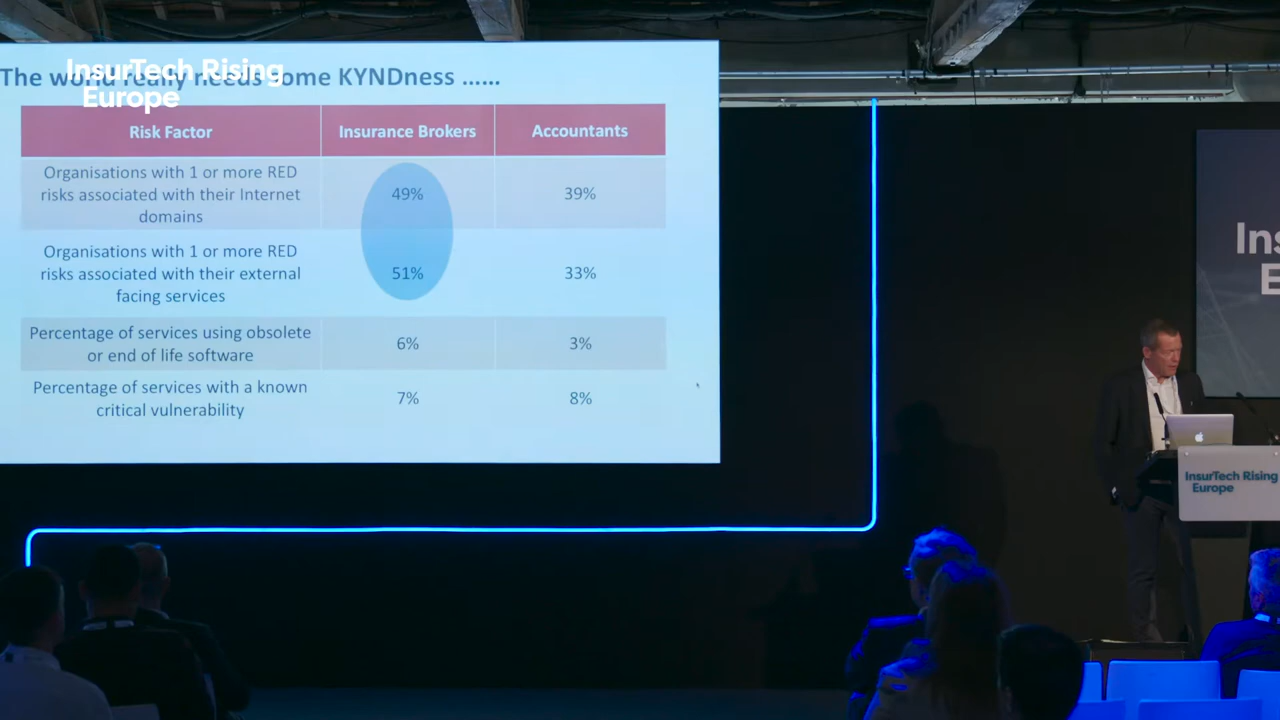 The world really needs some KYNDness ......
InsurTech Rising
Europe
Risk Factor
Insurance Brokers
Accountants
Organisations with 1 or more RED
risks associated with their Internet
domains
49%
39%
Organisations with 1 or more RED
risks associated with their external
facing services
51%
33%
Percentage of services using obsolete
or end of life software
6%
3%
Percentage of services with a known
critical vulnerability
7%
8%
InsurTech Rising
Europe